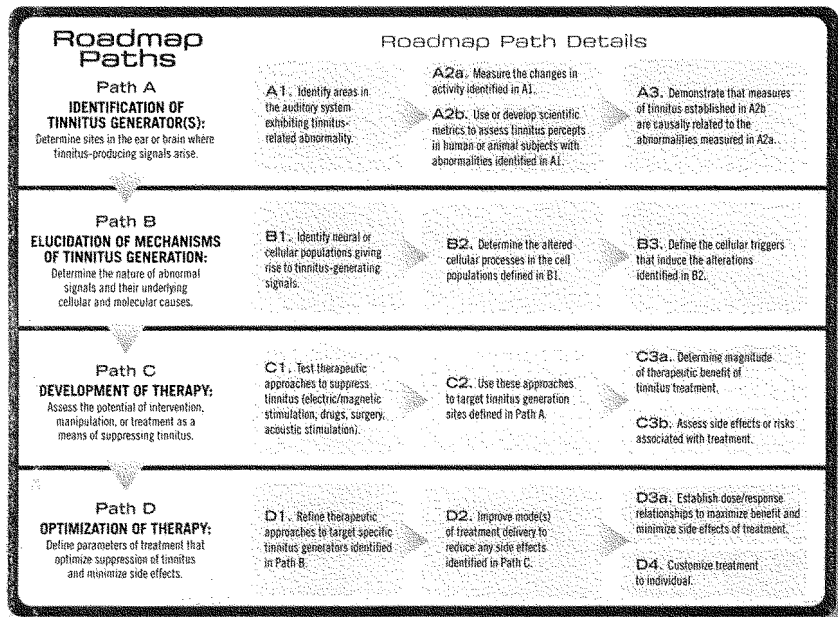 Roadmap
Paths
Roadmap Path Details
Path A
IDENTIFICATION OF
TINNITUS GENERATOR(S):
Determine sites in the ear or brain where
tinnitus-producing signals arise.
A1. Identify areas in
the auditory system
exhibiting tinnitus-
related abnormality.
A2a. Measure the changes in
activity identified in A1.
A2b. Use or develop scientific
metrics to assess tinnitus percepts
in human or animal subjects with
abnormalities identified in A1.
A3. Demonstrate that measures
of tinnitus established in A2b
are causally related to the
abnormalities measured in A2a.
Path B
ELUCIDATION OF MECHANISMS
OF TINNITUS GENERATION:
Determine the nature of abnormal
signals and their underlying
cellular and molecular causes.
B1. Identify neural or
cellular populations giving
rise to tinnitus-generating
signals.
B2. Determine the altered
cellular processes in the cell
populations defined in B1.
B3. Define the cellular triggers
that induce the alterations
identified in B2.
Path C
DEVELOPMENT OF THERAPY:
Assess the potential of intervention,
manipulation, or treatment as a
means of suppressing tinnitus.
C1. Test therapeutic
approaches to suppress
tinnitus (electric/magnetic
stimulation, drugs, surgery,
acoustic stimulation).
C2. Use these approaches
to target tinnitus generation
sites defined in Path A.
C3a. Determine magnitude
of therapeutic benefit of
tinnitus treatment.
C3b. Assess side effects or risks
associated with treatment.
Path D
OPTIMIZATION OF THERAPY:
Define parameters of treatment that
optimize suppression of tinnitus
and minimize side effects.
D1. Refine therapeutic
approaches to target specific
tinnitus generators identified
in Path B.
D2. Improve mode(s)
of treatment delivery to
reduce any side effects
identified in Path C.
D3a. Establish dose/response
relationships to maximize benefit and
minimize side effects of treatment.
D4. Customize treatment
to individual.